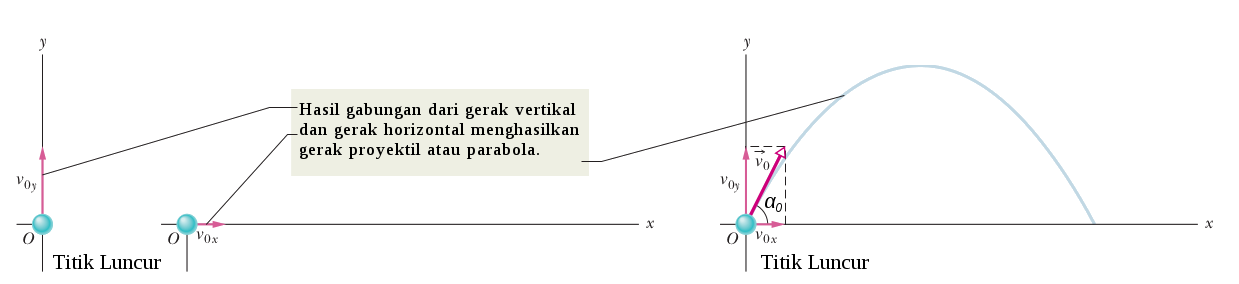 y
v0y
O
Titik Luncur
O
v0x
x
Hasil gabungan dari gerak vertikal
dan gerak horizontal menghasilkan
gerak proyektil atau parabola.
y
v0
v0y
α0
O
v0x
x
Titik Luncur